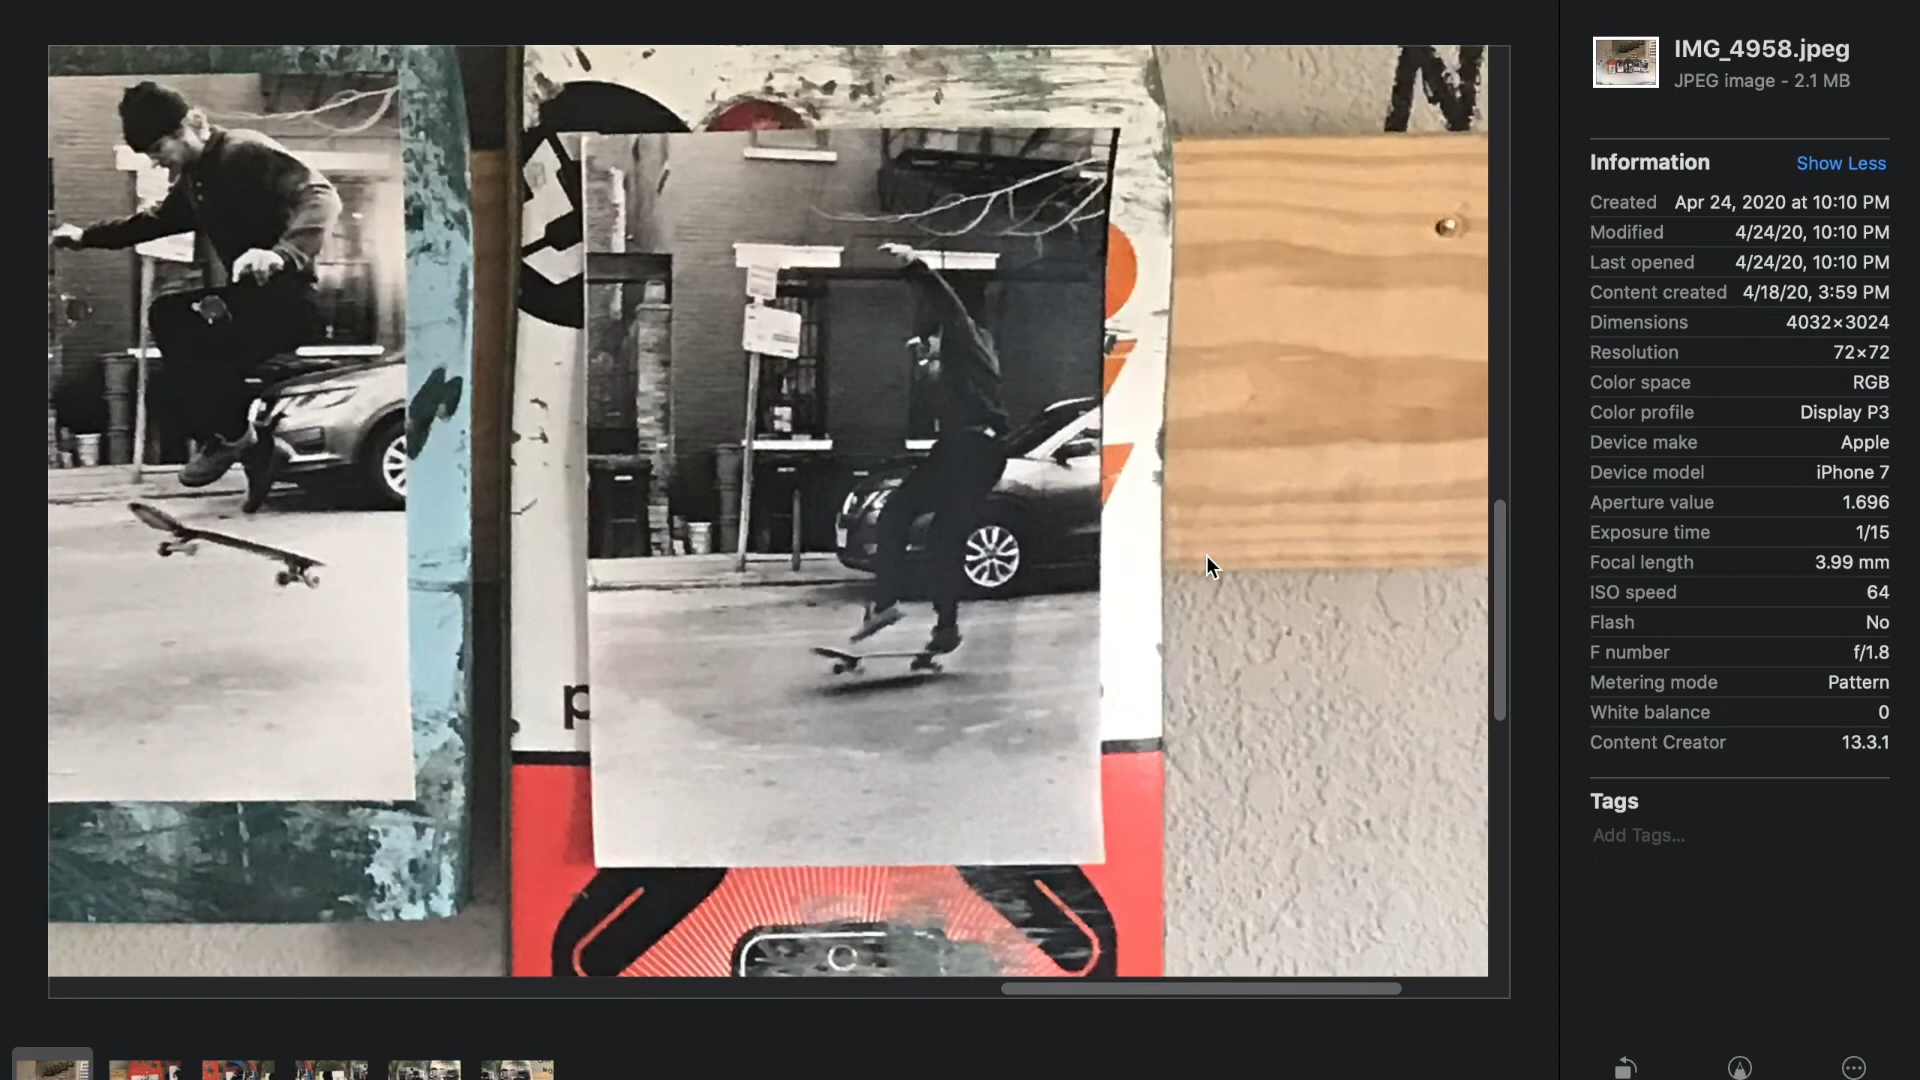 IMG_4958.jpeg
JPEG image - 2.1 MB
Information Show Less
Created Apr 24, 2020 at 10:10 PM
Modified 4/24/20, 10:10 PM
Last opened 4/24/20, 10:10 PM
Content created 4/18/20, 3:59 PM
Dimensions 4032×3024
Resolution 72×72
Color space RGB
Color profile Display P3
Device make Apple
Device model iPhone 7
Aperture value 1.696
Exposure time 1/15
Focal length 3.99 mm
ISO speed 64
Flash No
F number f/1.8
Metering mode Pattern
White balance 0
Content Creator 13.3.1
Tags
Add Tags...
N
p